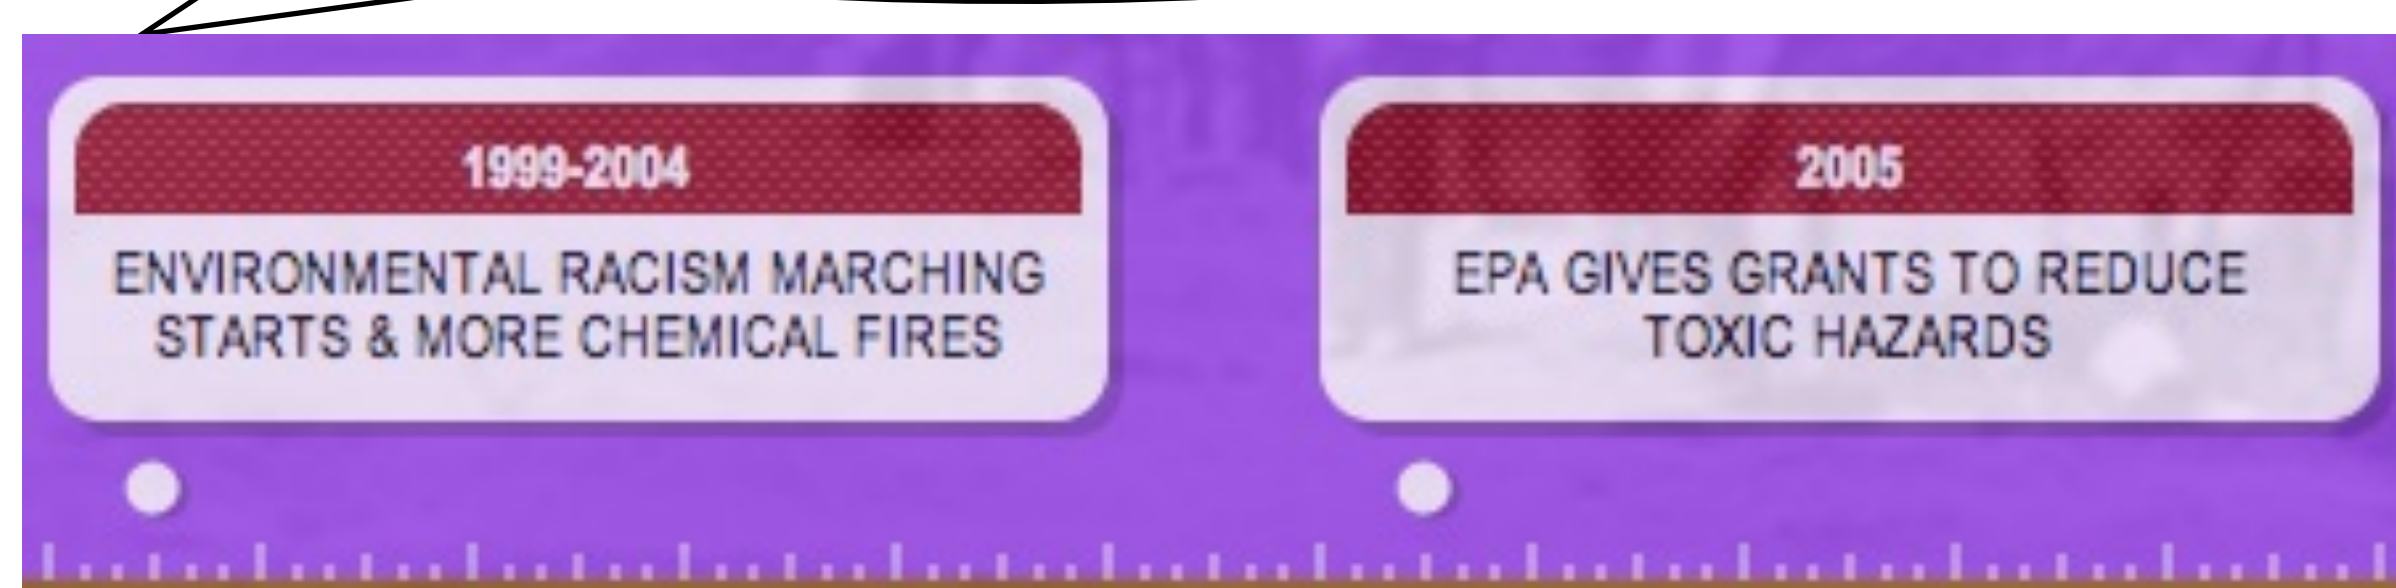 1999-2004
ENVIRONMENTAL RACISM MARCHING
STARTS & MORE CHEMICAL FIRES
2005
EPA GIVES GRANTS TO REDUCE
TOXIC HAZARDS